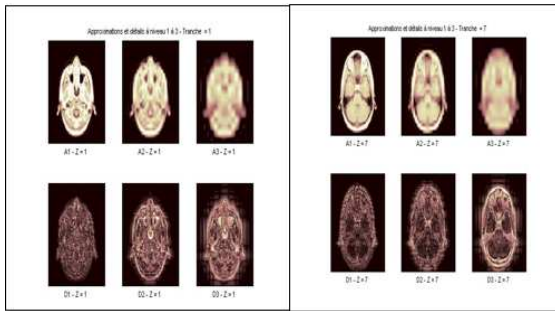 Approximations et détails à niveau 1 à 3 - Tranche = 1
A1 - Z = 1 A2 - Z = 1 A3 - Z = 1
D1 - Z = 1 D2 - Z = 1 D3 - Z = 1
Approximations et détails à niveau 1 à 3 - Tranche = 7
A1 - Z = 7 A2 - Z = 7 A3 - Z = 7
D1 - Z = 7 D2 - Z = 7 D3 - Z = 7